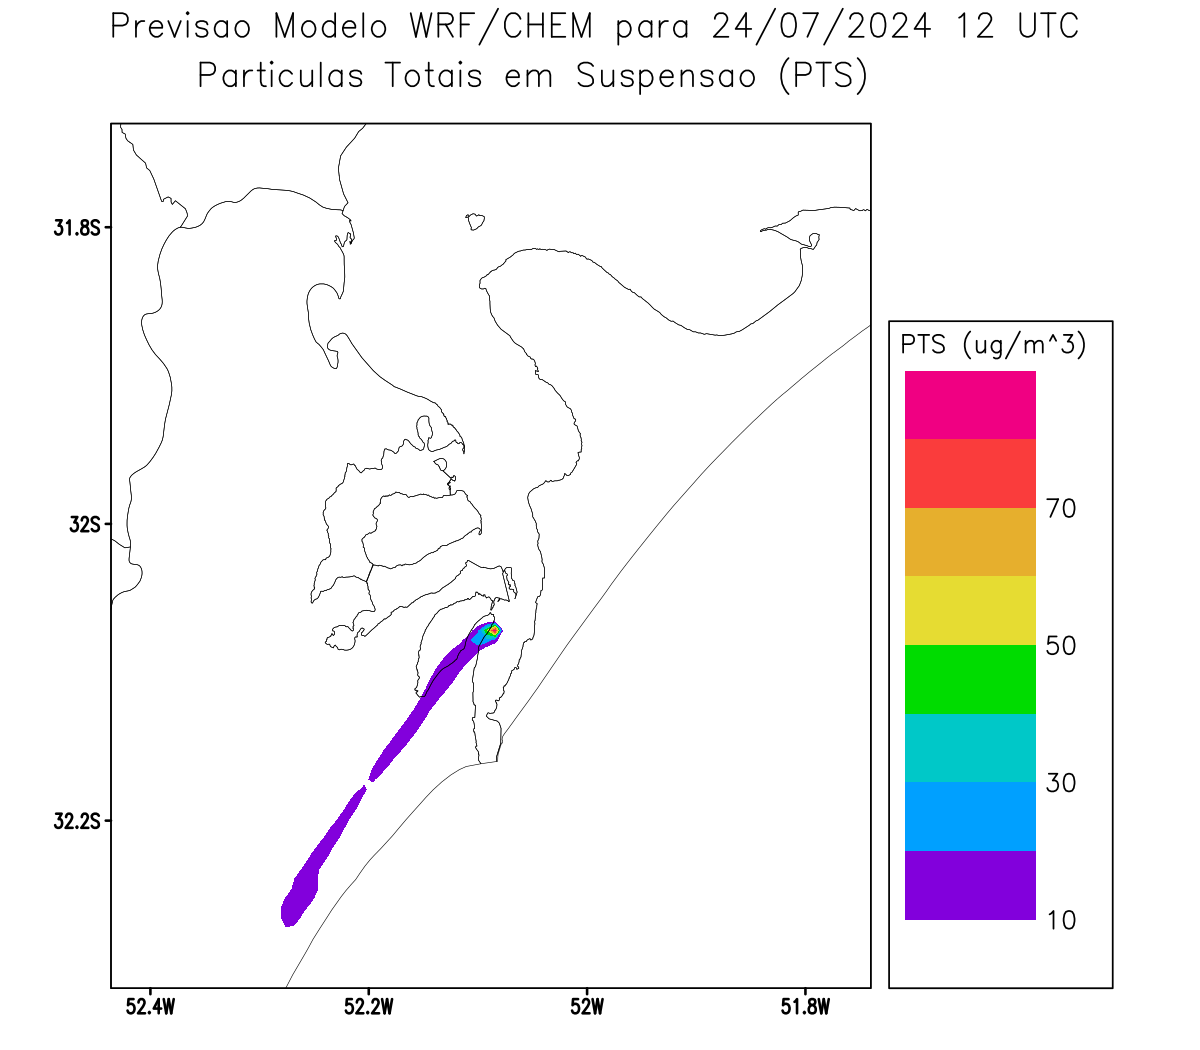 Previsao Modelo WRF/CHEM para 24/07/2024 12 UTC
Particulas Totais em Suspensao (PTS)
31.8S
32S
32.2S
52.4W
52.2W
52W
51.8W
PTS (ug/m^3)
70
50
30
10